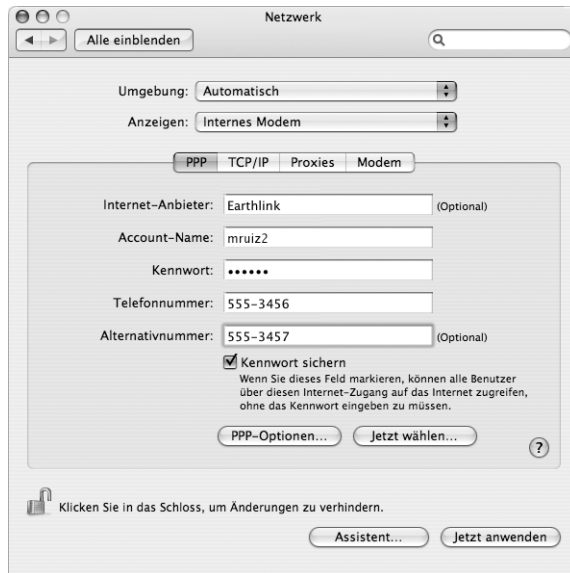 Netzwerk
Alle einblenden
Umgebung: Automatisch
Anzeigen: Internes Modem
PPP TCP/IP Proxies Modem
Internet-Anbieter: Earthlink (Optional)
Account-Name: mruiz2
Kennwort: ••••••
Telefonnummer: 555-3456
Alternativnummer: 555-3457 (Optional)
Kennwort sichern
Wenn Sie dieses Feld markieren, können alle Benutzer
über diesen Internet-Zugang auf das Internet zugreifen,
ohne das Kennwort eingeben zu müssen.
PPP-Optionen... Jetzt wählen...
?
Klicken Sie in das Schloss, um Änderungen zu verhindern.
Assistent... Jetzt anwenden